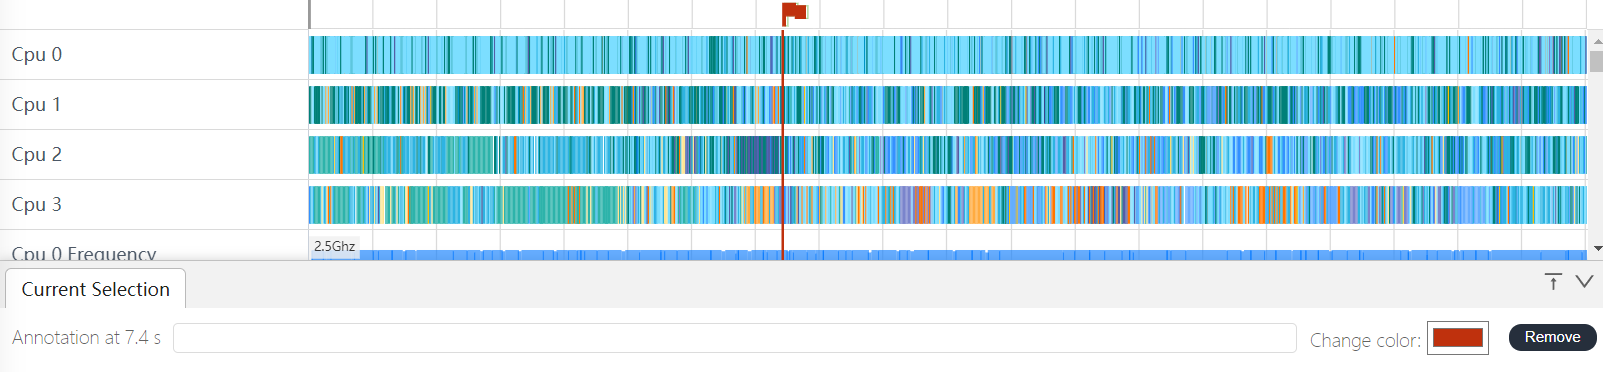 Cpu 0
Cpu 1
Cpu 2
Cpu 3
Cpu 0 Frequency
2.5Ghz
Current Selection
Annotation at 7.4 s
Change color:
Remove